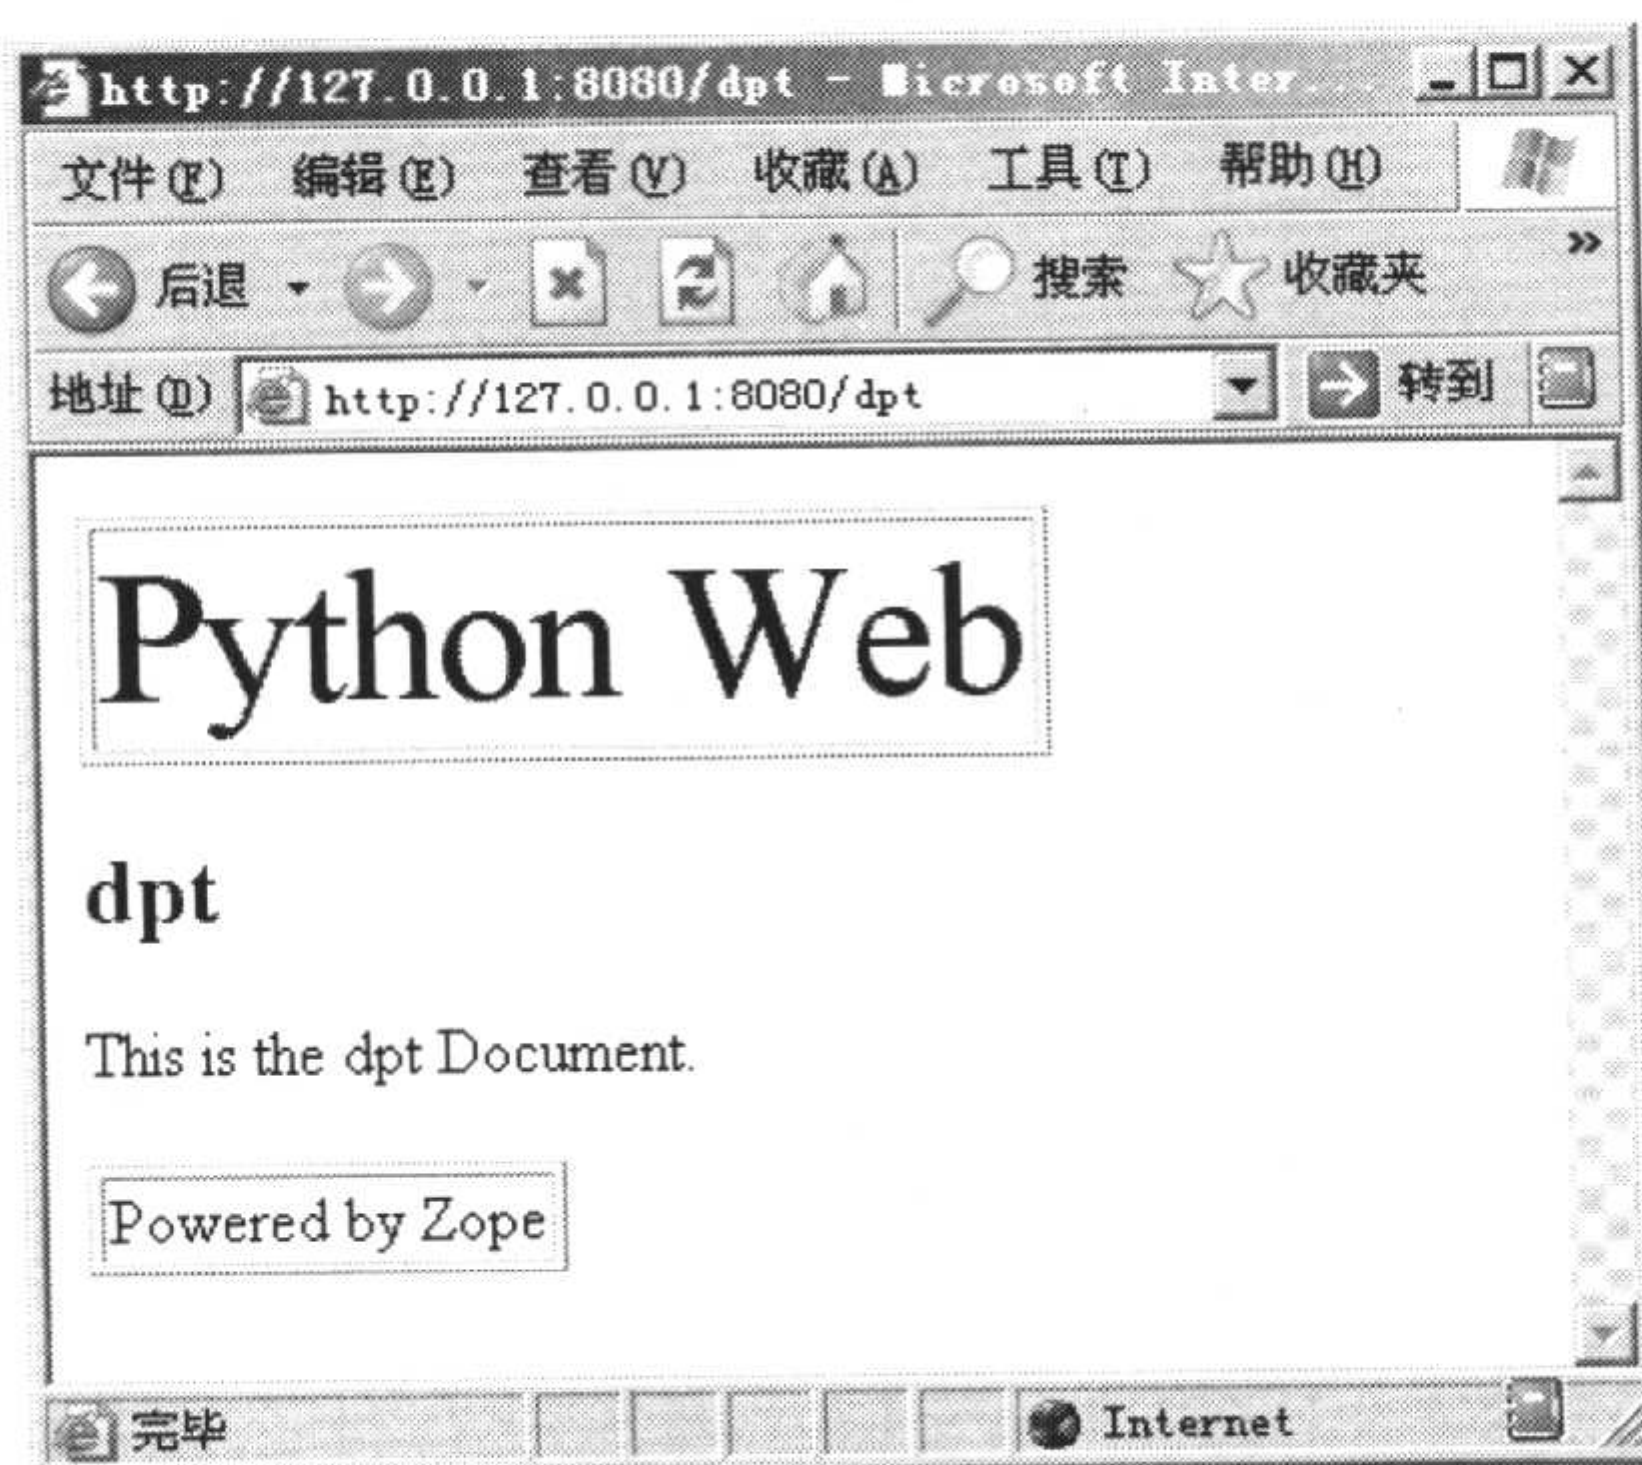 http://127.0.0.1:8080/dpt - Microsoft Inter...
文件(F) 编辑(E) 查看(V) 收藏(A) 工具(T) 帮助(H)
后退 搜索 收藏夹 »
地址(D) http://127.0.0.1:8080/dpt 转到
Python Web
dpt
This is the dpt Document.
Powered by Zope
完毕 Internet